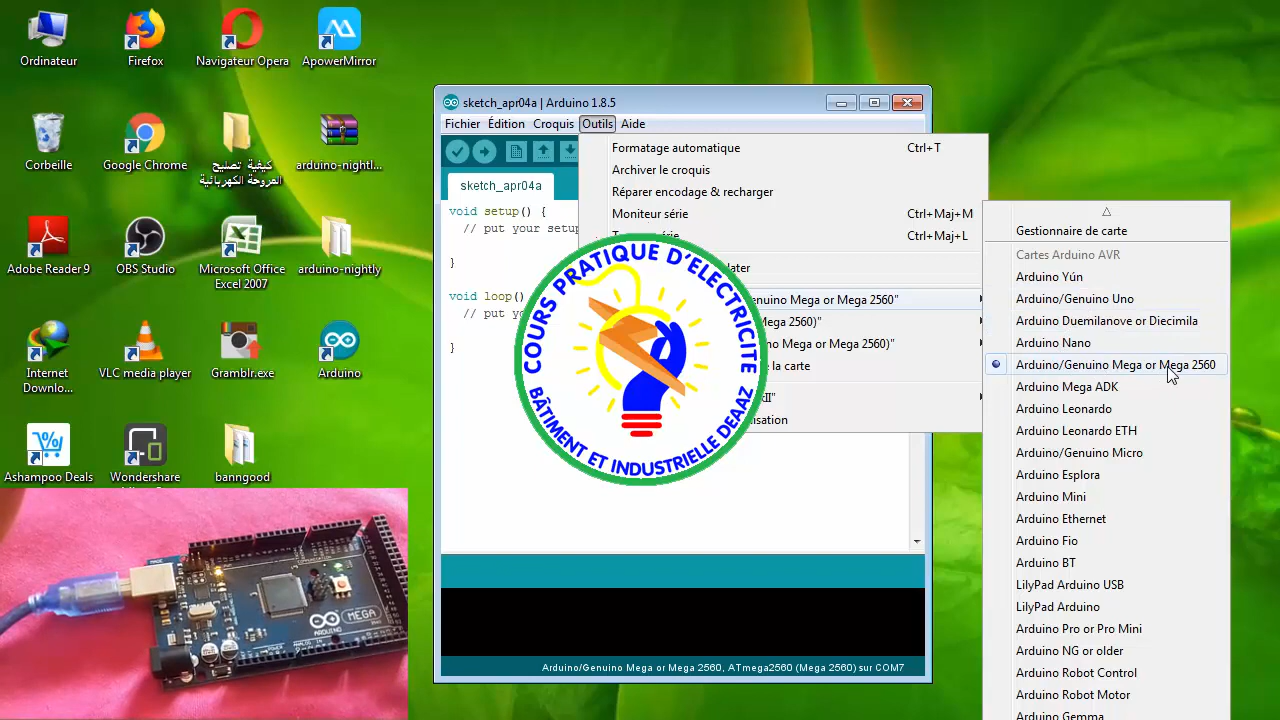 Ordinateur
Firefox
Navigateur Opera
ApowerMirror
Corbeille
Google Chrome
كيفية تصليح
المروحة الكهربائية
arduino-nightl...
Adobe Reader 9
OBS Studio
Microsoft Office
Excel 2007
arduino-nightly
Internet
Downlo...
VLC media player
Gramblr.exe
Arduino
Ashampoo Deals
Wondershare
banngood
sketch_apr04a | Arduino 1.8.5
Fichier Édition Croquis Outils Aide
sketch_apr04a
void setup() {
// put your setup
}
void loop()
// put yo
}
Formatage automatique Ctrl+T
Archiver le croquis
Réparer encodage & recharger
Moniteur série Ctrl+Maj+M
Ctrl+Maj+L
later
enuino Mega or Mega 2560"
Mega 2560)"
ino Mega or Mega 2560)"
la carte
kII"
isation
COURS PRATIQUE D'ELECTRICITE
BÂTIMENT ET INDUSTRIELLE DEAAZ
Gestionnaire de carte
Cartes Arduino AVR
Arduino Yún
Arduino/Genuino Uno
Arduino Duemilanove or Diecimila
Arduino Nano
Arduino/Genuino Mega or Mega 2560
Arduino Mega ADK
Arduino Leonardo
Arduino Leonardo ETH
Arduino/Genuino Micro
Arduino Esplora
Arduino Mini
Arduino Ethernet
Arduino Fio
Arduino BT
LilyPad Arduino USB
LilyPad Arduino
Arduino Pro or Pro Mini
Arduino NG or older
Arduino Robot Control
Arduino Robot Motor
Arduino Gemma
Arduino/Genuino Mega or Mega 2560, ATmega2560 (Mega 2560) sur COM7
ARDUINO
MEGA